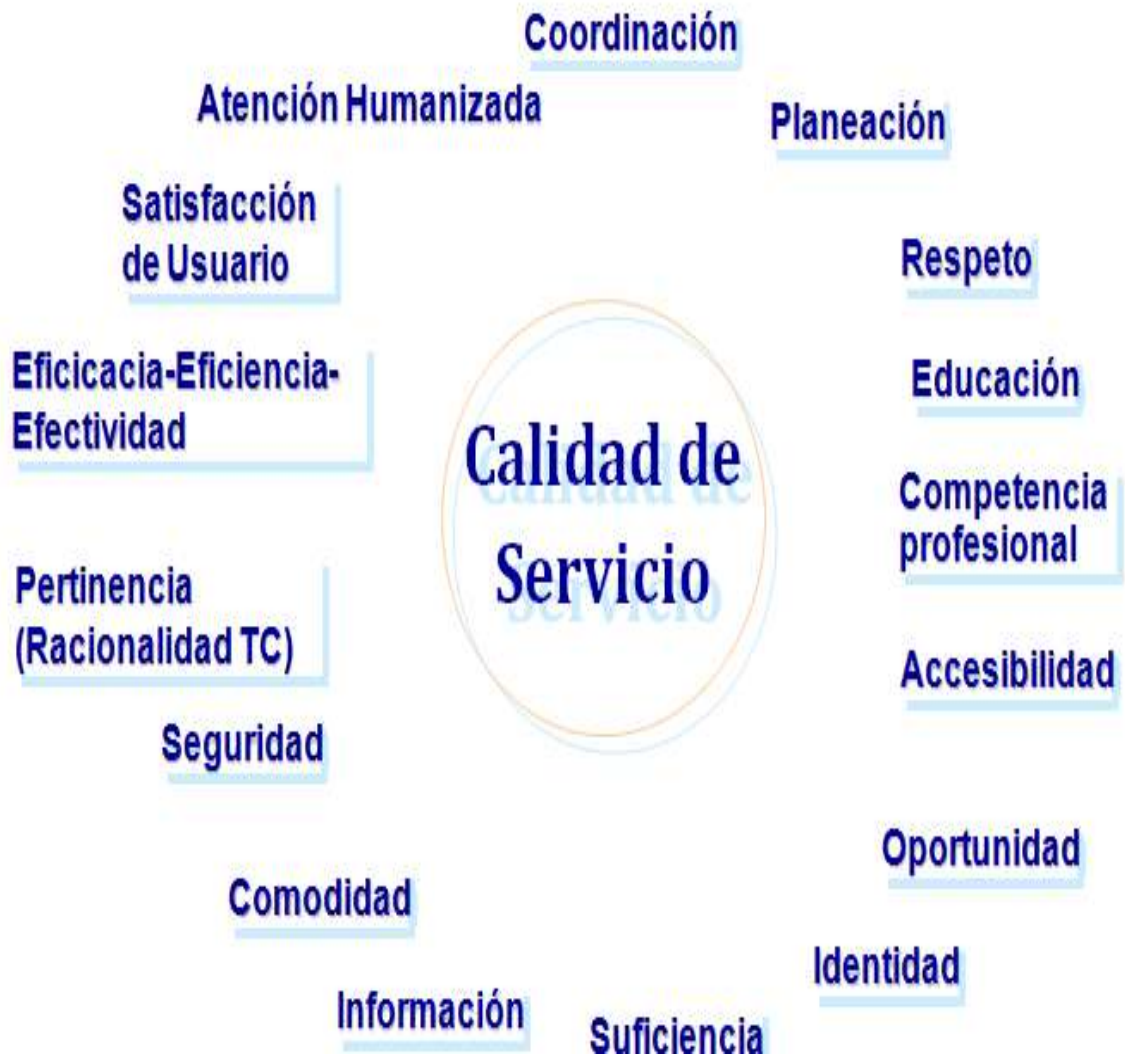 Coordinación
Atención Humanizada
Planeación
Satisfacción
de Usuario
Respeto
Eficicacia-Eficiencia-
Efectividad
Educación
Calidad de
Servicio
Competencia
profesional
Pertinencia
(Racionalidad TC)
Accesibilidad
Seguridad
Oportunidad
Comodidad
Identidad
Información
Suficiencia